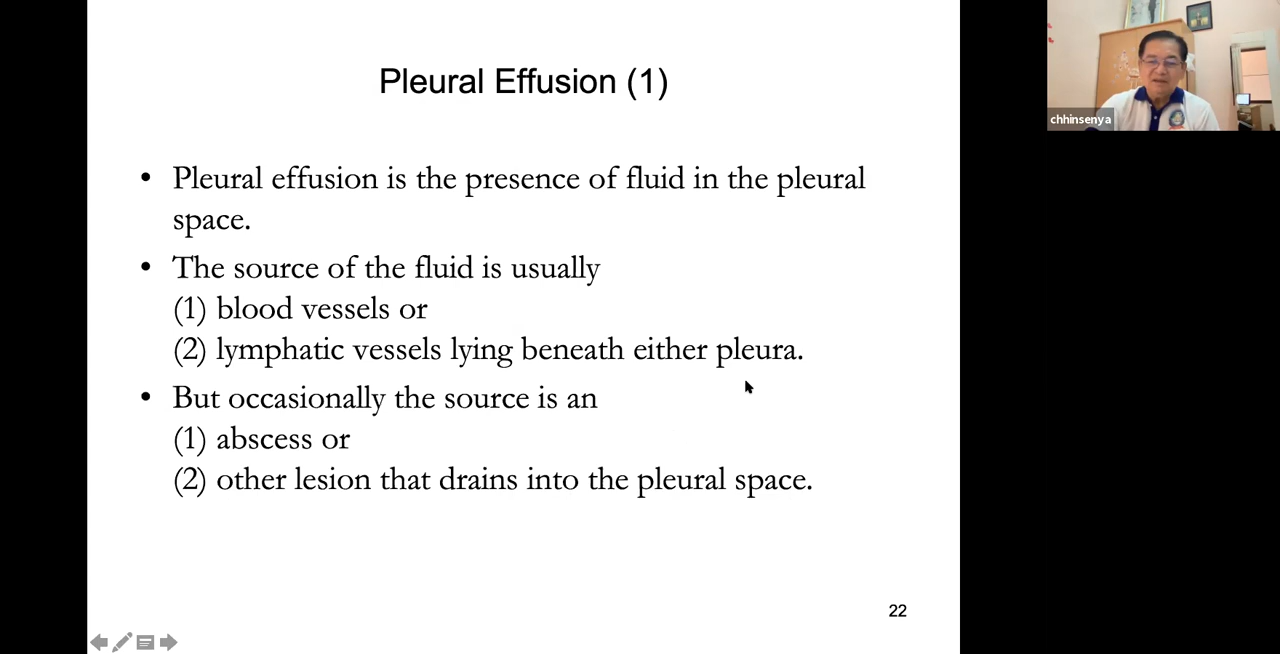 Pleural Effusion (1)
chhinsenya
• Pleural effusion is the presence of fluid in the pleural
space.
• The source of the fluid is usually
(1) blood vessels or
(2) lymphatic vessels lying beneath either pleura.
• But occasionally the source is an
(1) abscess or
(2) other lesion that drains into the pleural space.
22